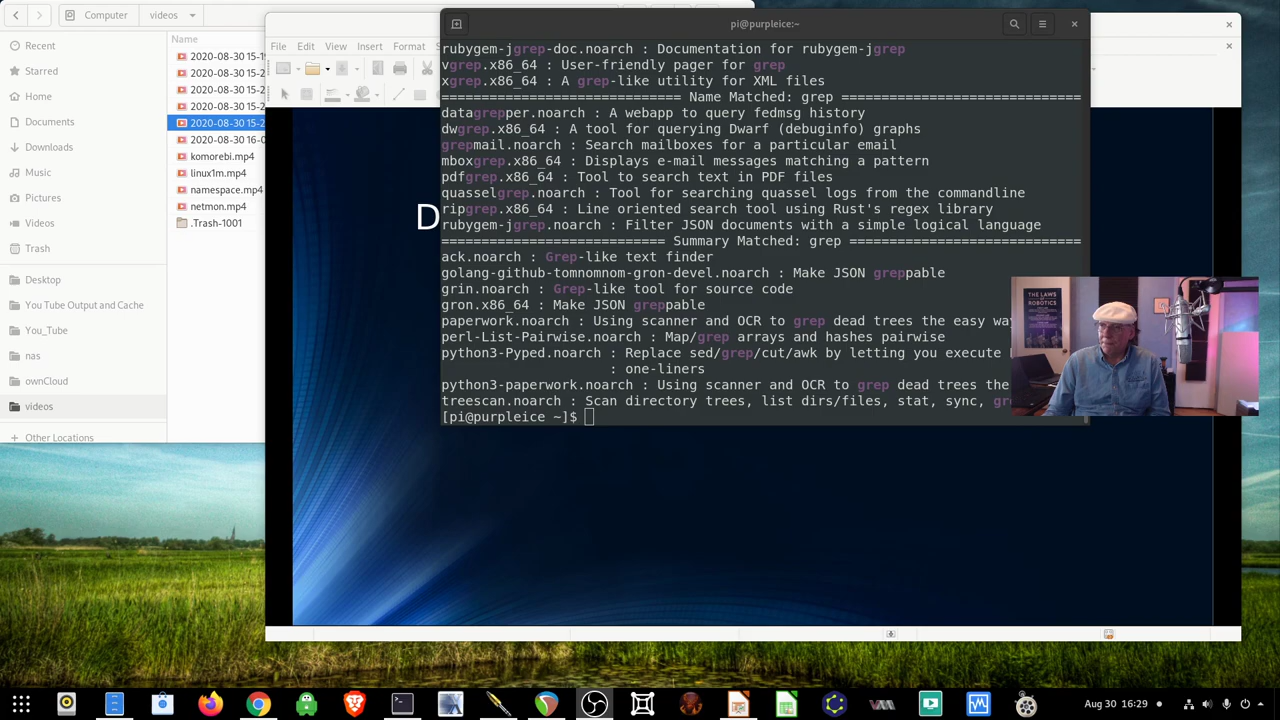 Computer
videos
Name
Recent
Starred
Home
Documents
Downloads
Music
Pictures
Videos
Trash
Desktop
You Tube Output and Cache
You_Tube
nas
ownCloud
videos
Other Locations
2020-08-30 15-1
2020-08-30 15-2
2020-08-30 15-2
2020-08-30 15-2
2020-08-30 15-2
2020-08-30 16-0
komorebi.mp4
linux1m.mp4
namespace.mp4
netmon.mp4
.Trash-1001
File Edit View Insert Format
D
pi@purpleice:~
rubygem-jgrep-doc.noarch : Documentation for rubygem-jgrep
vgrep.x86_64 : User-friendly pager for grep
xgrep.x86_64 : A grep-like utility for XML files
============================== Name Matched: grep ==============================
datagrepper.noarch : A webapp to query fedmsg history
dwgrep.x86_64 : A tool for querying Dwarf (debuginfo) graphs
grepmail.noarch : Search mailboxes for a particular email
mboxgrep.x86_64 : Displays e-mail messages matching a pattern
pdfgrep.x86_64 : Tool to search text in PDF files
quasselgrep.noarch : Tool for searching quassel logs from the commandline
ripgrep.x86_64 : Line oriented search tool using Rust's regex library
rubygem-jgrep.noarch : Filter JSON documents with a simple logical language
============================ Summary Matched: grep =============================
ack.noarch : Grep-like text finder
golang-github-tomnomnom-gron-devel.noarch : Make JSON greppable
grin.noarch : Grep-like tool for source code
gron.x86_64 : Make JSON greppable
paperwork.noarch : Using scanner and OCR to grep dead trees the easy way
perl-List-Pairwise.noarch : Map/grep arrays and hashes pairwise
python3-Pyped.noarch : Replace sed/grep/cut/awk by letting you execute
: one-liners
python3-paperwork.noarch : Using scanner and OCR to grep dead trees the
treescan.noarch : Scan directory trees, list dirs/files, stat, sync, gr
[pi@purpleice ~]$
THE LAWS
ROBOTICS
Aug 30 16:29